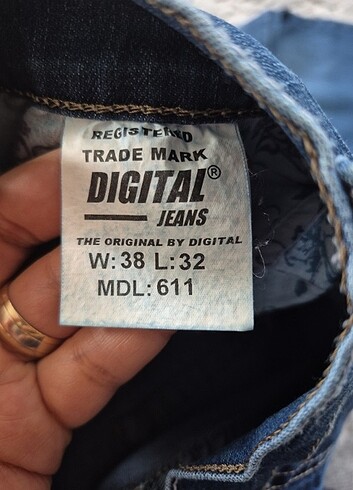 REGISTERED
TRADE MARK
DIGITAL®
JEANS
THE ORIGINAL BY DIGITAL
W:38 L:32
MDL:611